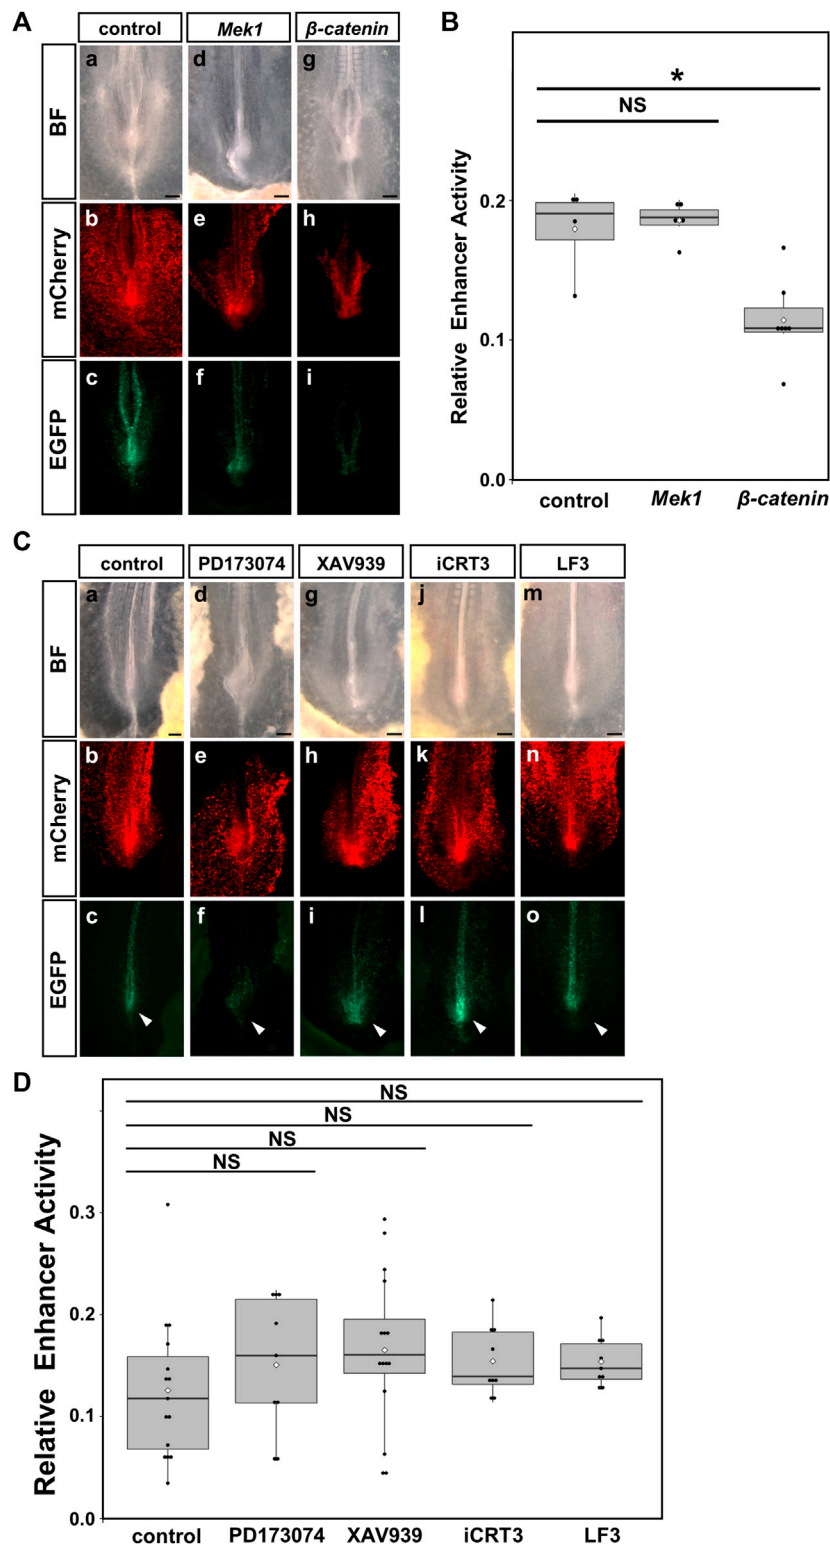 A
control
Mek1
β-catenin
BF
a
d
g
mCherry
b
e
h
EGFP
c
f
i
B
*
NS
Relative Enhancer Activity
0.2
0.1
0.0
control
Mek1
β-catenin
C
control
PD173074
XAV939
iCRT3
LF3
BF
a
d
g
j
m
mCherry
b
e
h
k
n
EGFP
c
f
i
l
o
D
NS
NS
NS
NS
Relative Enhancer Activity
0.3
0.2
0.1
0.0
control
PD173074
XAV939
iCRT3
LF3